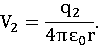 V₂ = q₂ / 4πε₀r.